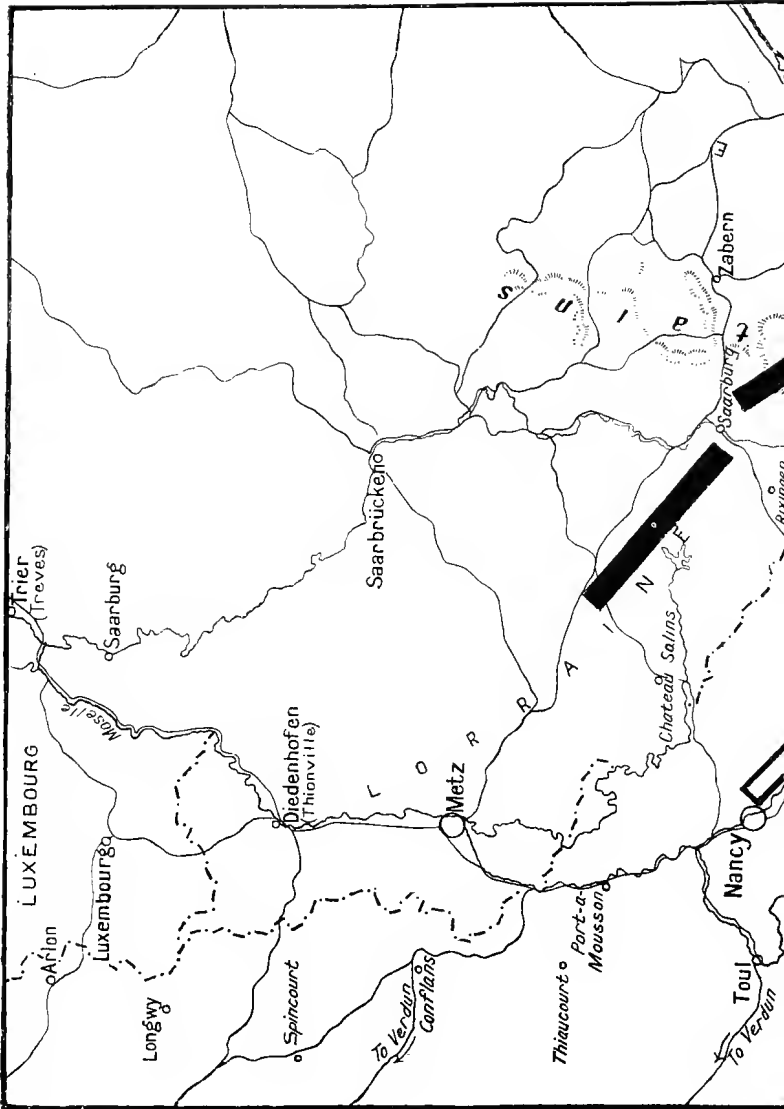 LUXEMBOURG
Trier
(Treves)
Arlon
Luxembourg
Moselle
Saarburg
Longwy
Spincourt
Diedenhofen
(Thionville)
Saarbrücken
To Verdun
Conflans
LORRAINE
Metz
Thiaucourt
Port-a-
Mousson
Chateau Salins
Saarburg
Zabern
E
Toul
Nancy
To Verdun